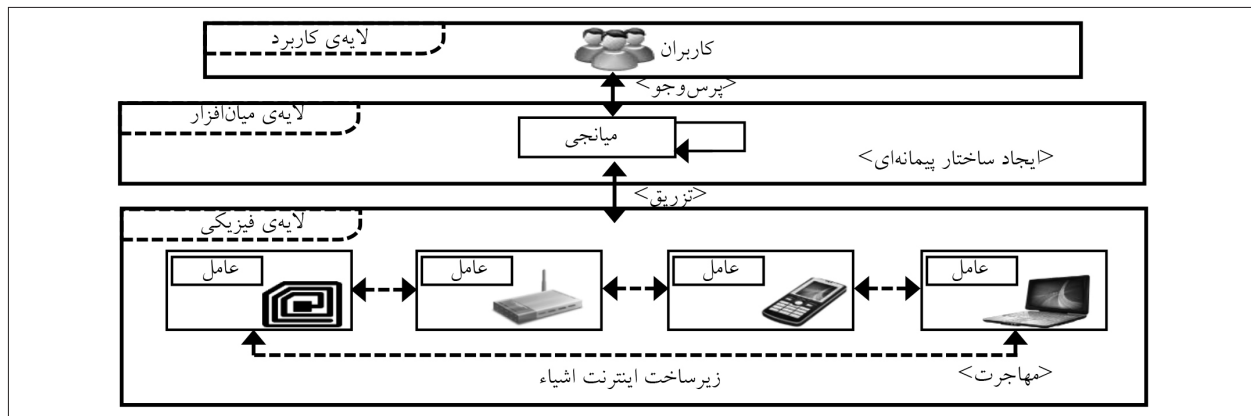 لایه‌ی کاربرد
کاربران
<پرس‌وجو>
لایه‌ی میان‌افزار
میانجی
<ایجاد ساختار پیمانه‌ای>
<تزریق>
لایه‌ی فیزیکی
عامل
عامل
عامل
عامل
<مهاجرت>
زیرساخت اینترنت اشیاء